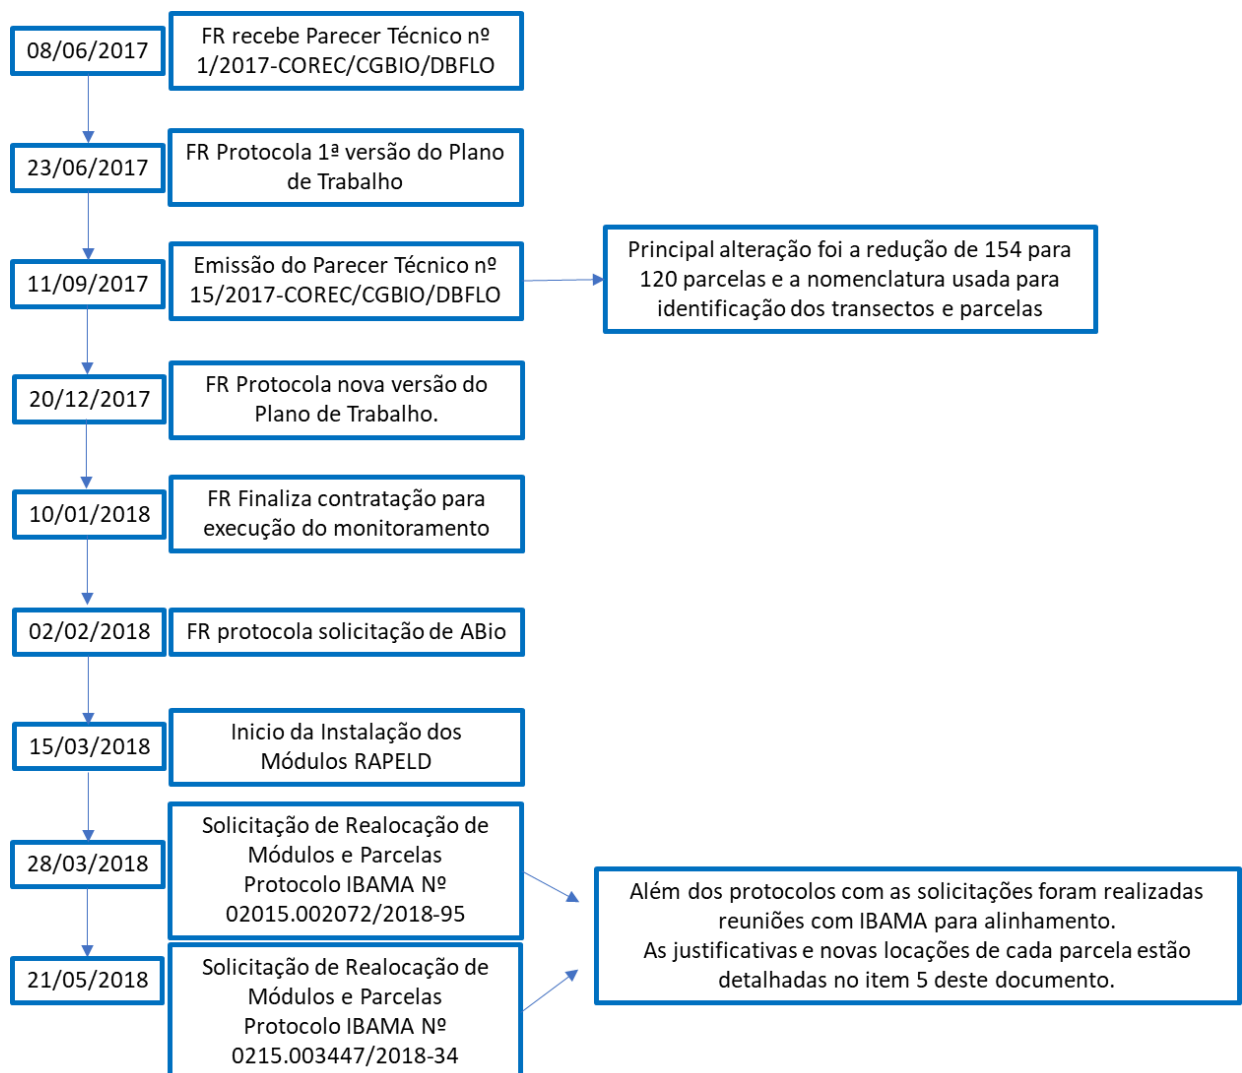 08/06/2017
FR recebe Parecer Técnico nº
1/2017-COREC/CGBIO/DBFLO
23/06/2017
FR Protocola 1ª versão do Plano
de Trabalho
11/09/2017
Emissão do Parecer Técnico nº
15/2017-COREC/CGBIO/DBFLO
Principal alteração foi a redução de 154 para
120 parcelas e a nomenclatura usada para
identificação dos transectos e parcelas
20/12/2017
FR Protocola nova versão do
Plano de Trabalho.
10/01/2018
FR Finaliza contratação para
execução do monitoramento
02/02/2018
FR protocola solicitação de ABio
15/03/2018
Inicio da Instalação dos
Módulos RAPELD
28/03/2018
Solicitação de Realocação de
Módulos e Parcelas
Protocolo IBAMA Nº
02015.002072/2018-95
21/05/2018
Solicitação de Realocação de
Módulos e Parcelas
Protocolo IBAMA Nº
0215.003447/2018-34
Além dos protocolos com as solicitações foram realizadas
reuniões com IBAMA para alinhamento.
As justificativas e novas locações de cada parcela estão
detalhadas no item 5 deste documento.